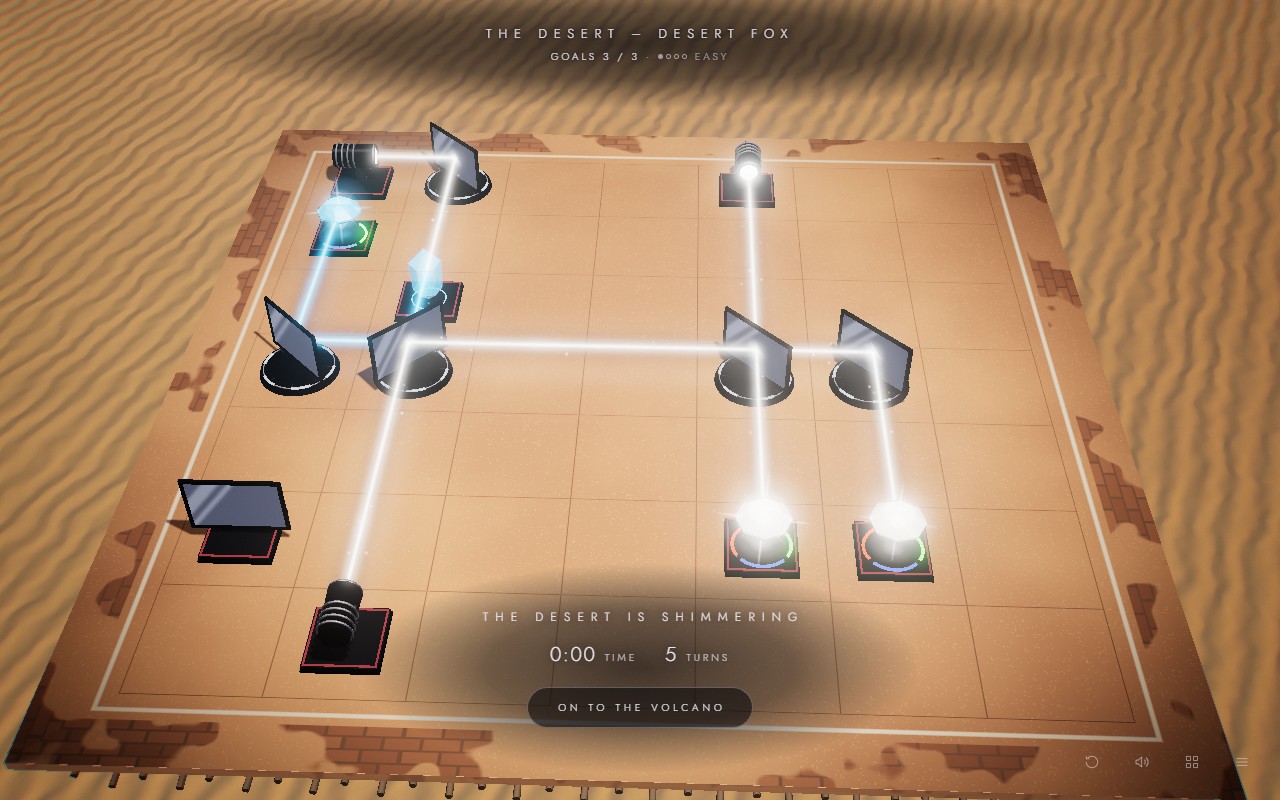 THE DESERT – DESERT FOX
GOALS 3 / 3 · EASY
THE DESERT IS SHIMMERING
0:00 TIME 5 TURNS
ON TO THE VOLCANO